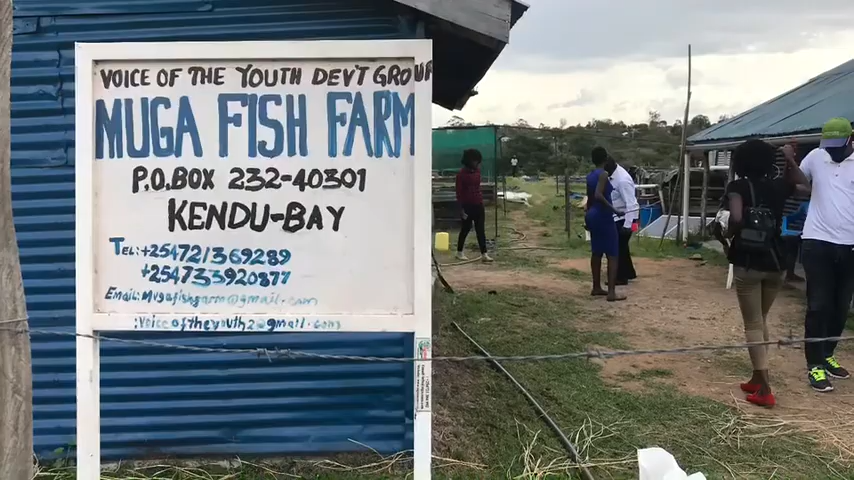 VOICE OF THE YOUTH DEV'T GROUP
MUGA FISH FARM
P.O.BOX 232-40301
KENDU-BAY
TEL:+254721369289
+254733920877
Email: Mugafishfarm@gmail.com
:Voiceoftheyouth2@gmail.com